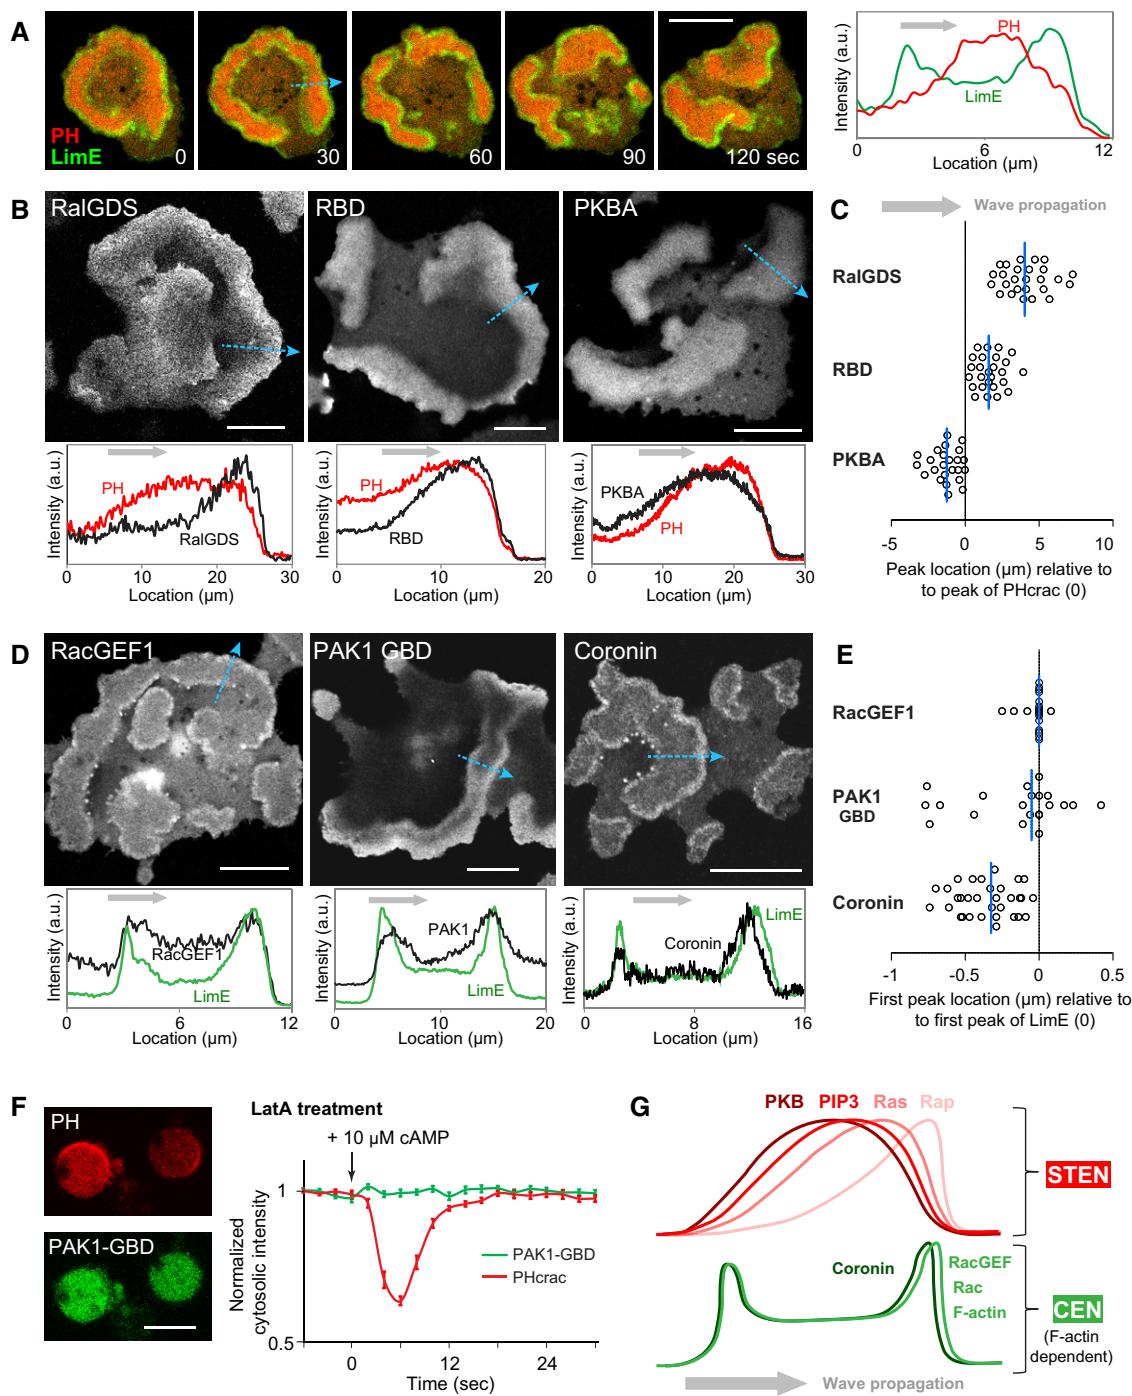 A
PH
LimE
0
30
60
90
120 sec
Intensity (a.u.)
PH
LimE
0
6
12
Location (µm)
B
RalGDS
RBD
PKBA
Intensity (a.u.)
PH
RalGDS
0
10
20
30
Location (µm)
Intensity (a.u.)
PH
RBD
0
10
20
Location (µm)
Intensity (a.u.)
PKBA
PH
0
10
20
30
Location (µm)
C
Wave propagation
RalGDS
RBD
PKBA
-5
0
5
10
Peak location (µm) relative to
to peak of PHcrac (0)
D
RacGEF1
PAK1 GBD
Coronin
Intensity (a.u.)
RacGEF1
LimE
0
6
12
Location (µm)
Intensity (a.u.)
PAK1
LimE
0
10
20
Location (µm)
Intensity (a.u.)
LimE
Coronin
0
8
16
Location (µm)
E
RacGEF1
PAK1
GBD
Coronin
-1
-0.5
0
0.5
First peak location (µm) relative to
to first peak of LimE (0)
F
PH
PAK1-GBD
LatA treatment
+ 10 µM cAMP
1
0.5
Normalized
cytosolic intensity
PAK1-GBD
PHcrac
0
12
24
Time (sec)
G
PKB
PIP3
Ras
Rap
STEN
Coronin
RacGEF
Rac
F-actin
CEN
(F-actin
dependent)
Wave propagation